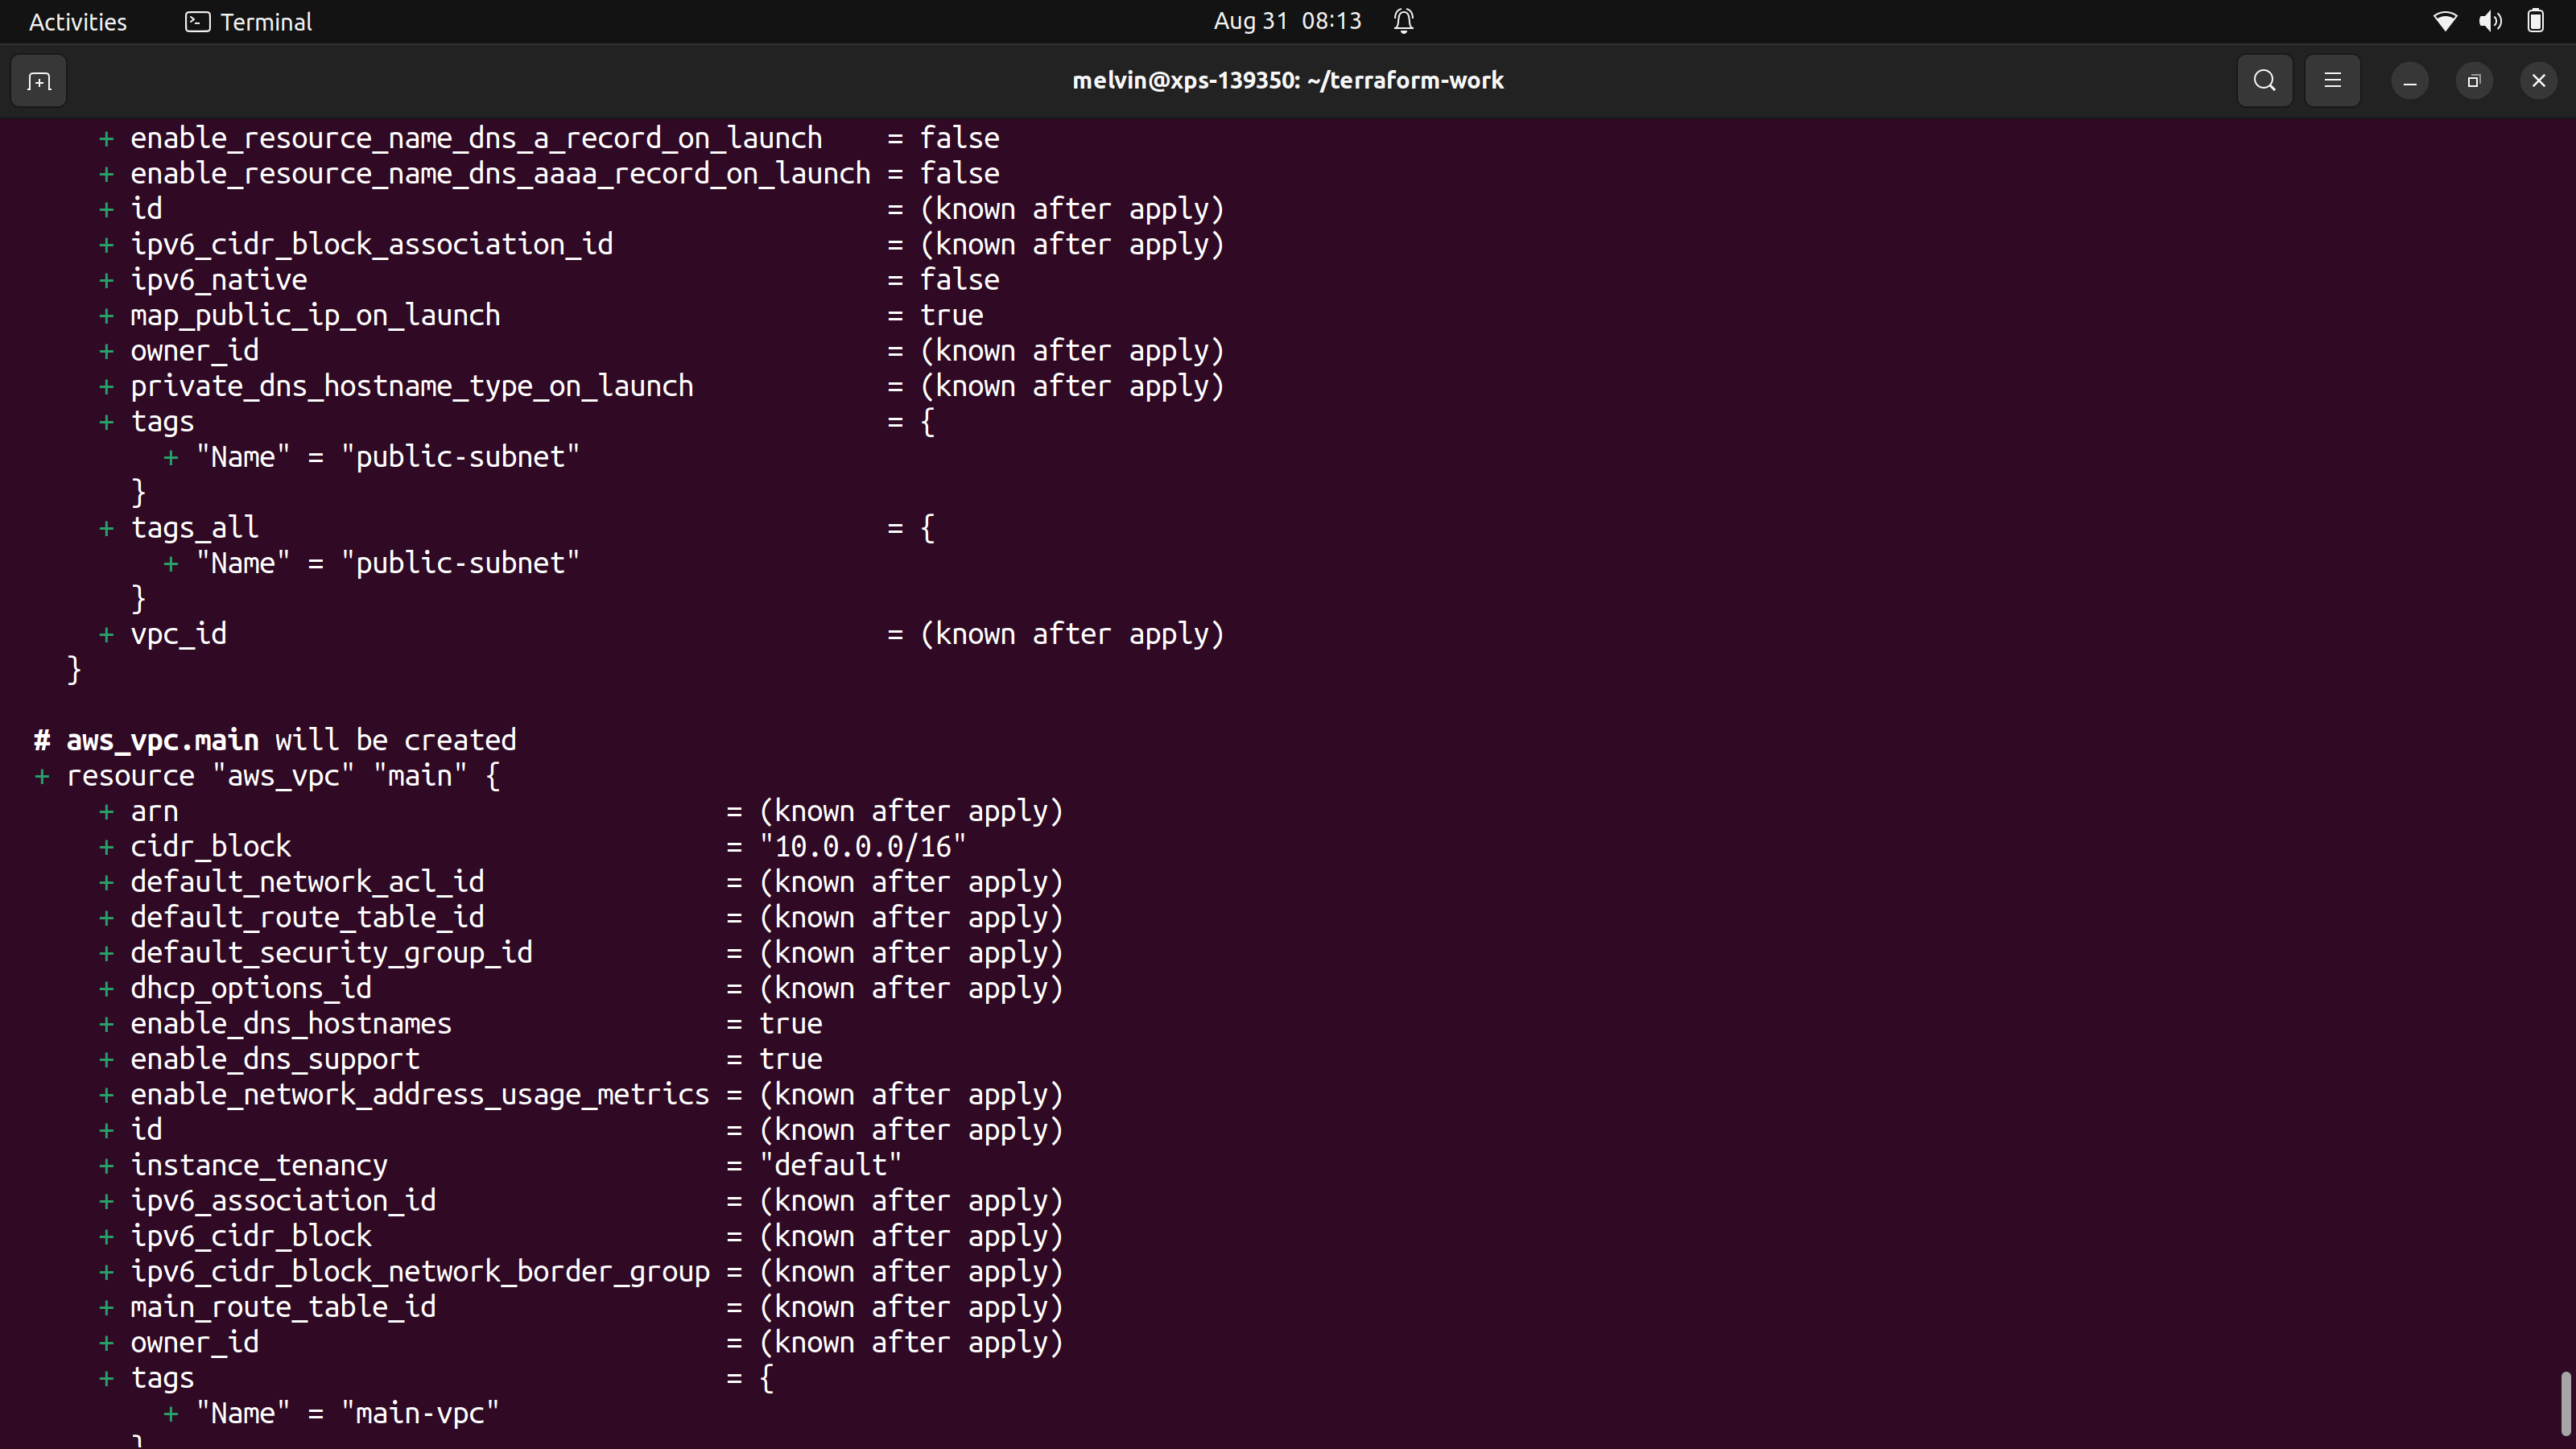 Activities Terminal Aug 31 08:13
melvin@xps-139350: ~/terraform-work
+ enable_resource_name_dns_a_record_on_launch = false
+ enable_resource_name_dns_aaaa_record_on_launch = false
+ id = (known after apply)
+ ipv6_cidr_block_association_id = (known after apply)
+ ipv6_native = false
+ map_public_ip_on_launch = true
+ owner_id = (known after apply)
+ private_dns_hostname_type_on_launch = (known after apply)
+ tags = {
+ "Name" = "public-subnet"
}
+ tags_all = {
+ "Name" = "public-subnet"
}
+ vpc_id = (known after apply)
}
# aws_vpc.main will be created
+ resource "aws_vpc" "main" {
+ arn = (known after apply)
+ cidr_block = "10.0.0.0/16"
+ default_network_acl_id = (known after apply)
+ default_route_table_id = (known after apply)
+ default_security_group_id = (known after apply)
+ dhcp_options_id = (known after apply)
+ enable_dns_hostnames = true
+ enable_dns_support = true
+ enable_network_address_usage_metrics = (known after apply)
+ id = (known after apply)
+ instance_tenancy = "default"
+ ipv6_association_id = (known after apply)
+ ipv6_cidr_block = (known after apply)
+ ipv6_cidr_block_network_border_group = (known after apply)
+ main_route_table_id = (known after apply)
+ owner_id = (known after apply)
+ tags = {
+ "Name" = "main-vpc"
}